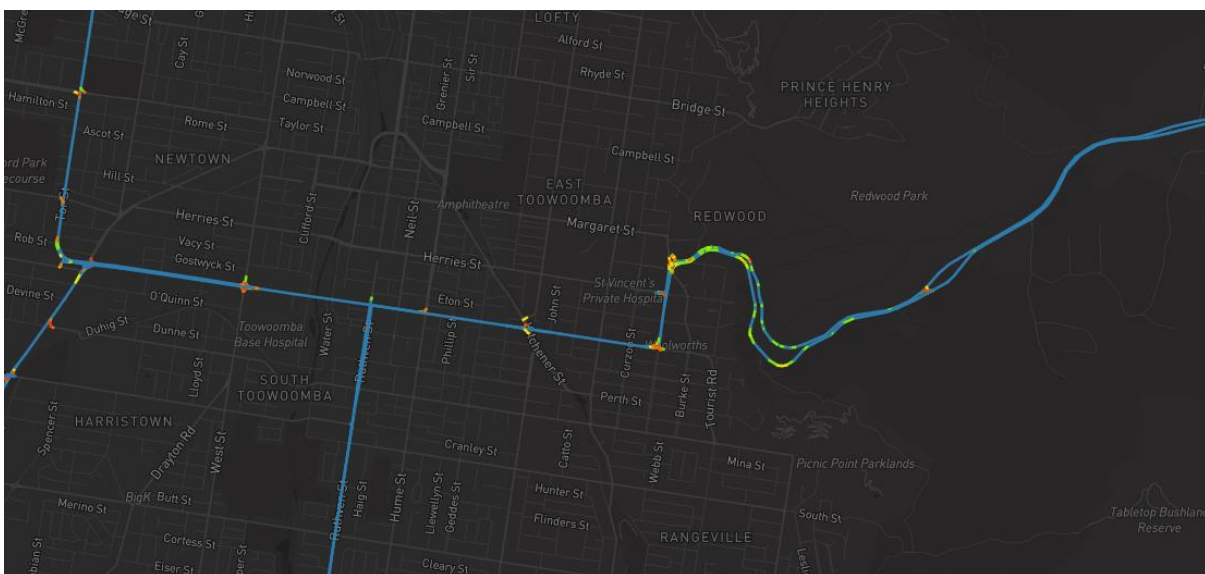 LOFTY
Cay St
Alford St
Sir St
Rhyde St
Norwood St
Grenier St
PRINCE HENRY
HEIGHTS
Hamilton St
Campbell St
Bridge St
Rome St
Taylor St
Campbell St
Ascot St
NEWTOWN
Campbell St
Hill St
EAST
TOOWOOMBA
Redwood Park
Tor St
Clifford St
Neil St
Amphitheatre
Herries St
Margaret St
REDWOOD
Rob St
Vacy St
Gostwyck St
Herries St
St Vincent's
Private Hospital
Devine St
O'Quinn St
Eton St
John St
Duhig St
Dunne St
Toowoomba
Base Hospital
Water St
Ruthven St
Phillip St
Kitchener St
Curzon St
Woolworths
Lloyd St
SOUTH
TOOWOOMBA
Perth St
Burke St
Tourist Rd
HARRISTOWN
Spencer St
Drayton Rd
West St
Cranley St
Catto St
Webb St
Mina St
Picnic Point Parklands
BigK
Butt St
Merino St
Ruthven St
Haig St
Hume St
Llewellyn St
Geddes St
Hunter St
Flinders St
South St
Tabletop Bushland
Reserve
Cortess St
RANGEVILLE
Eiser St
Cleary St